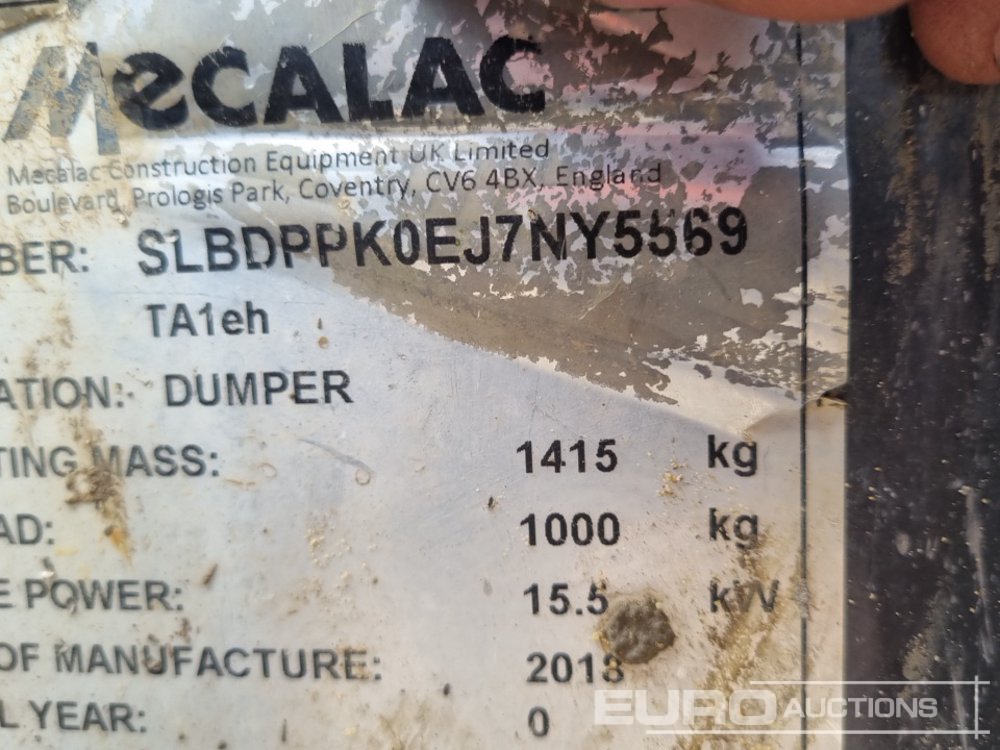 MeCALAC
Mecalac Construction Equipment UK Limited
Boulevard, Prologis Park, Coventry, CV6 4BX, England
BER: SLBDPPK0EJ7NY5569
TA1eh
ATION: DUMPER
TING MASS: 1415 kg
AD: 1000 kg
E POWER: 15.5 kW
OF MANUFACTURE: 2018
L YEAR: 0
EURO AUCTIONS